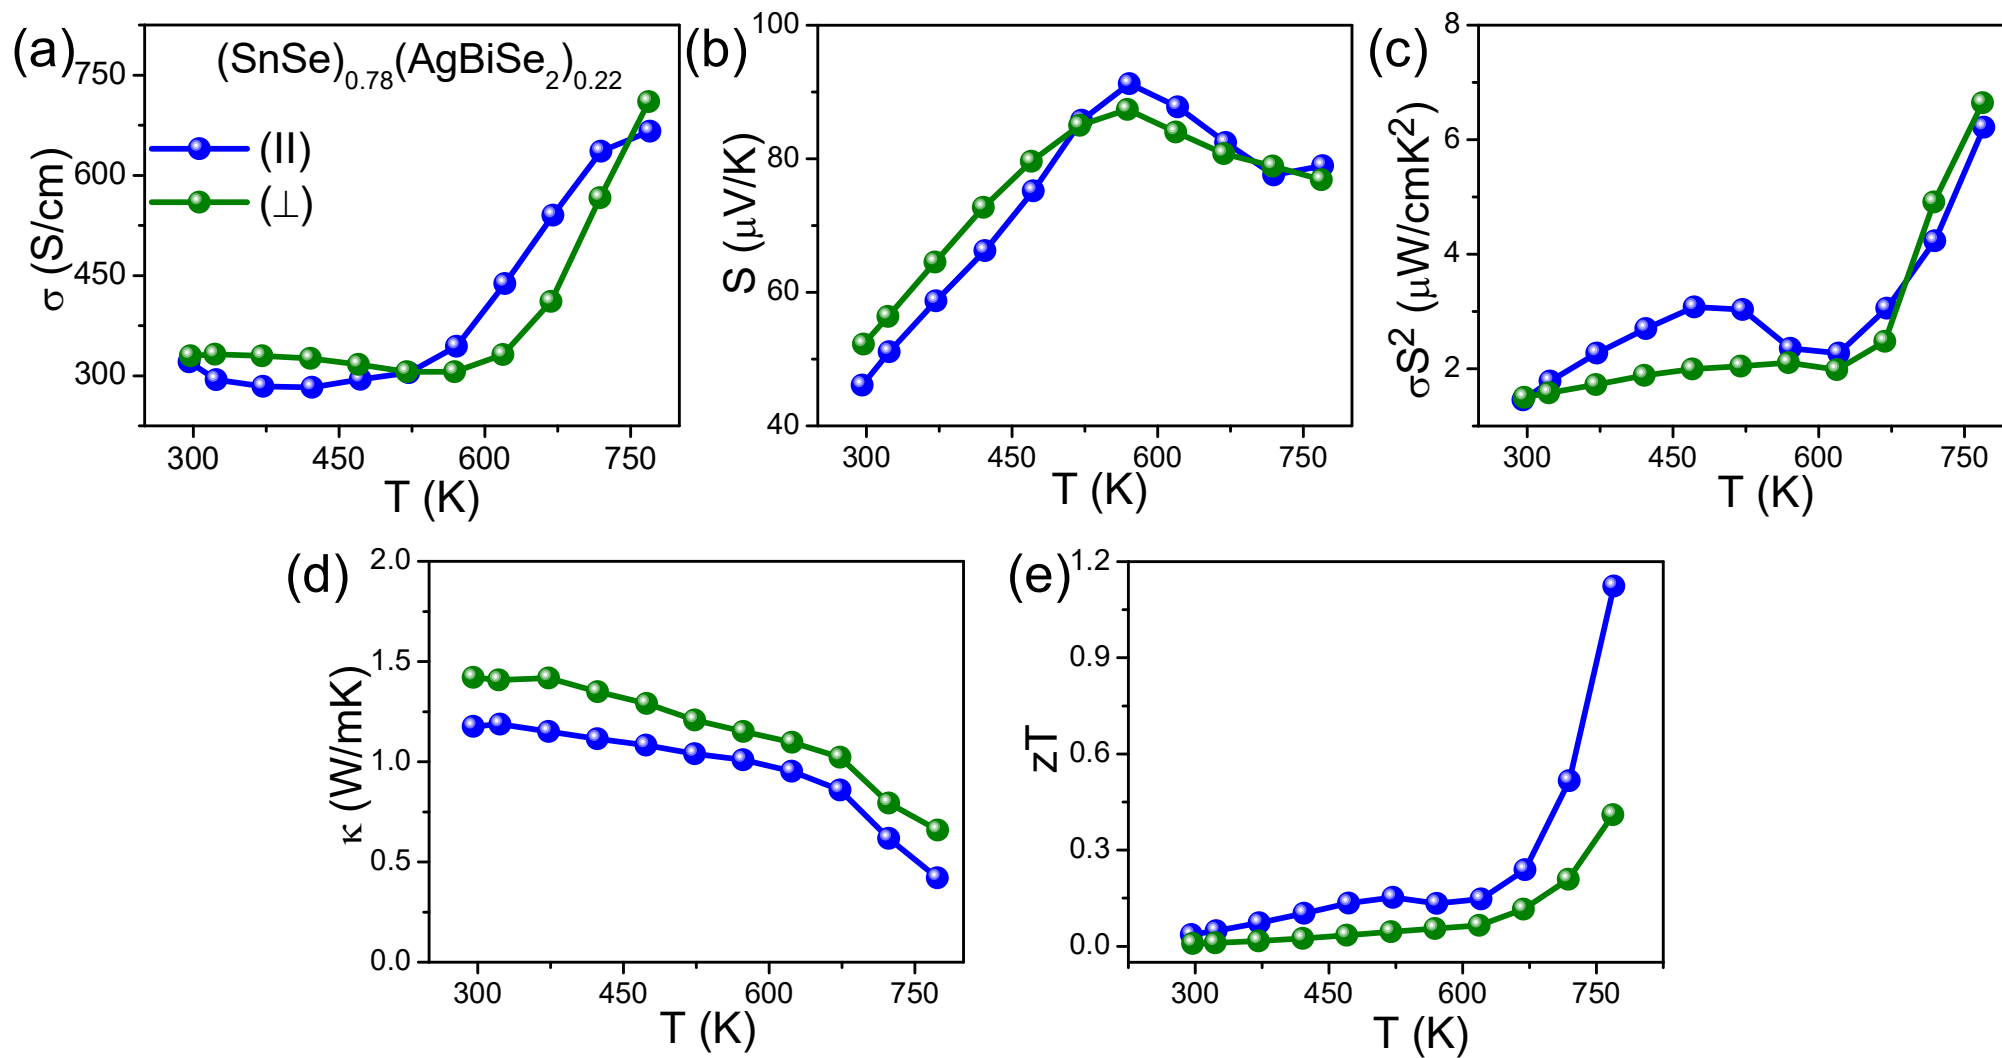 (a)
(SnSe)0.78(AgBiSe2)0.22
(II)
(⊥)
σ (S/cm)
750
600
450
300
300 450 600 750
T (K)
(b)
S (μV/K)
100
80
60
40
300 450 600 750
T (K)
(c)
σS² (μW/cmK²)
8
6
4
2
300 450 600 750
T (K)
(d)
κ (W/mK)
2.0
1.5
1.0
0.5
0.0
300 450 600 750
T (K)
(e)
zT
1.2
0.9
0.6
0.3
0.0
300 450 600 750
T (K)